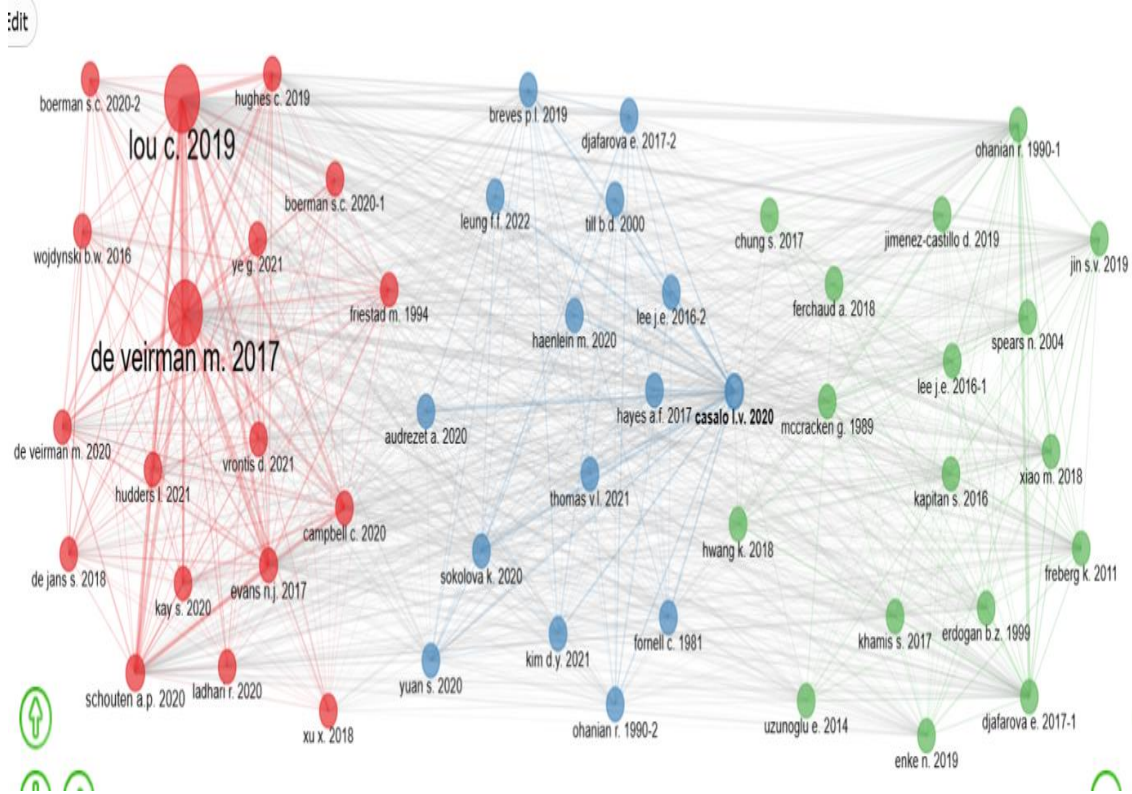 Edit
boerman s.c. 2020-2
lou c. 2019
hughes c. 2019
boerman s.c. 2020-1
wojdynski b.w. 2016
ye g. 2021
friestad m. 1994
de veirman m. 2017
de veirman m. 2020
vrontis d. 2021
hudders l. 2021
campbell c. 2020
de jans s. 2018
kay s. 2020
evans n.j. 2017
schouten a.p. 2020
ladhari r. 2020
xu x. 2018
breves p.l. 2019
djafarova e. 2017-2
leung f.f. 2022
till b.d. 2000
haenlein m. 2020
lee j.e. 2016-2
hayes a.f. 2017
casalo l.v. 2020
audrezet a. 2020
thomas v.l. 2021
sokolova k. 2020
kim d.y. 2021
fornell c. 1981
yuan s. 2020
ohanian r. 1990-2
ohanian r. 1990-1
chung s. 2017
jimenez-castillo d. 2019
jin s.v. 2019
ferchaud a. 2018
spears n. 2004
lee j.e. 2016-1
mccracken g. 1989
kapitan s. 2016
xiao m. 2018
hwang k. 2018
freberg k. 2011
khamis s. 2017
erdogan b.z. 1999
uzunoglu e. 2014
djafarova e. 2017-1
enke n. 2019